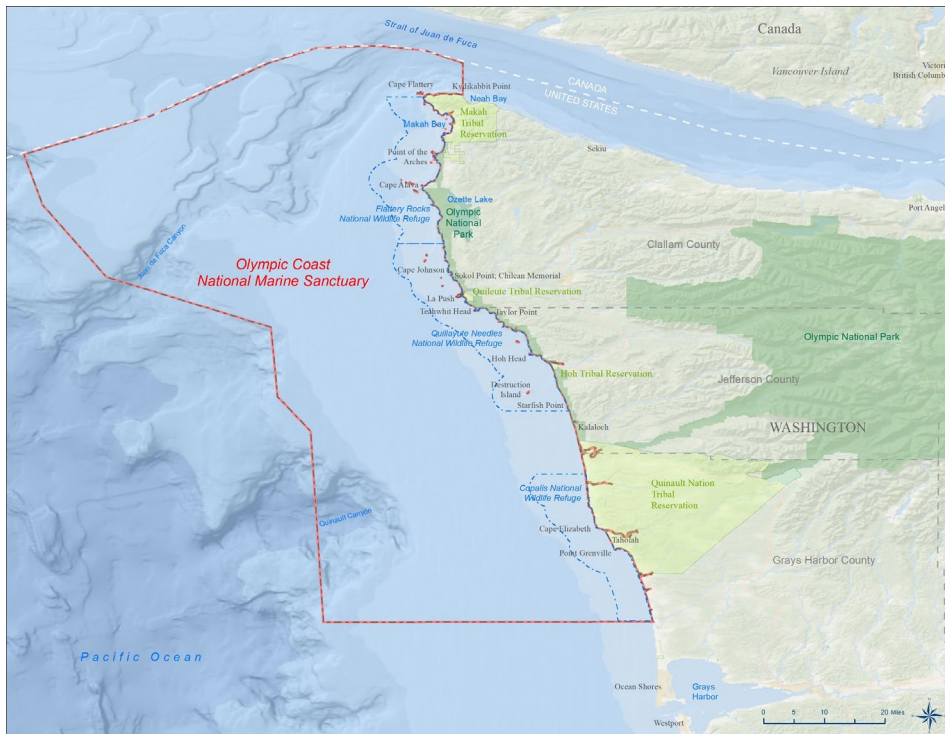 Strait of Juan de Fuca
Canada
Vancouver Island
CANADA
UNITED STATES
Cape Flattery
Kydikabbit Point
Neah Bay
Makah Bay
Makah
Tribal
Reservation
Sekiu
Point of the
Arches
Cape Alava
Ozette Lake
Port Angel
Flattery Rocks
National Wildlife Refuge
Olympic
National
Park
Clallam County
Juan de Fuca Canyon
Olympic Coast
National Marine Sanctuary
Cape Johnson
Sokol Point; Chilean Memorial
La Push
Quileute Tribal Reservation
Teahwhit Head
Taylor Point
Quillayute Needles
National Wildlife Refuge
Olympic National Park
Hoh Head
Hoh Tribal Reservation
Jefferson County
Destruction
Island
Starfish Point
Kalaloch
WASHINGTON
Copalis National
Wildlife Refuge
Quinault Nation
Tribal
Reservation
Quinault Canyon
Cape Elizabeth
Taholah
Point Grenville
Grays Harbor County
Pacific Ocean
Ocean Shores
Grays
Harbor
Westport
0 5 10 20 Miles